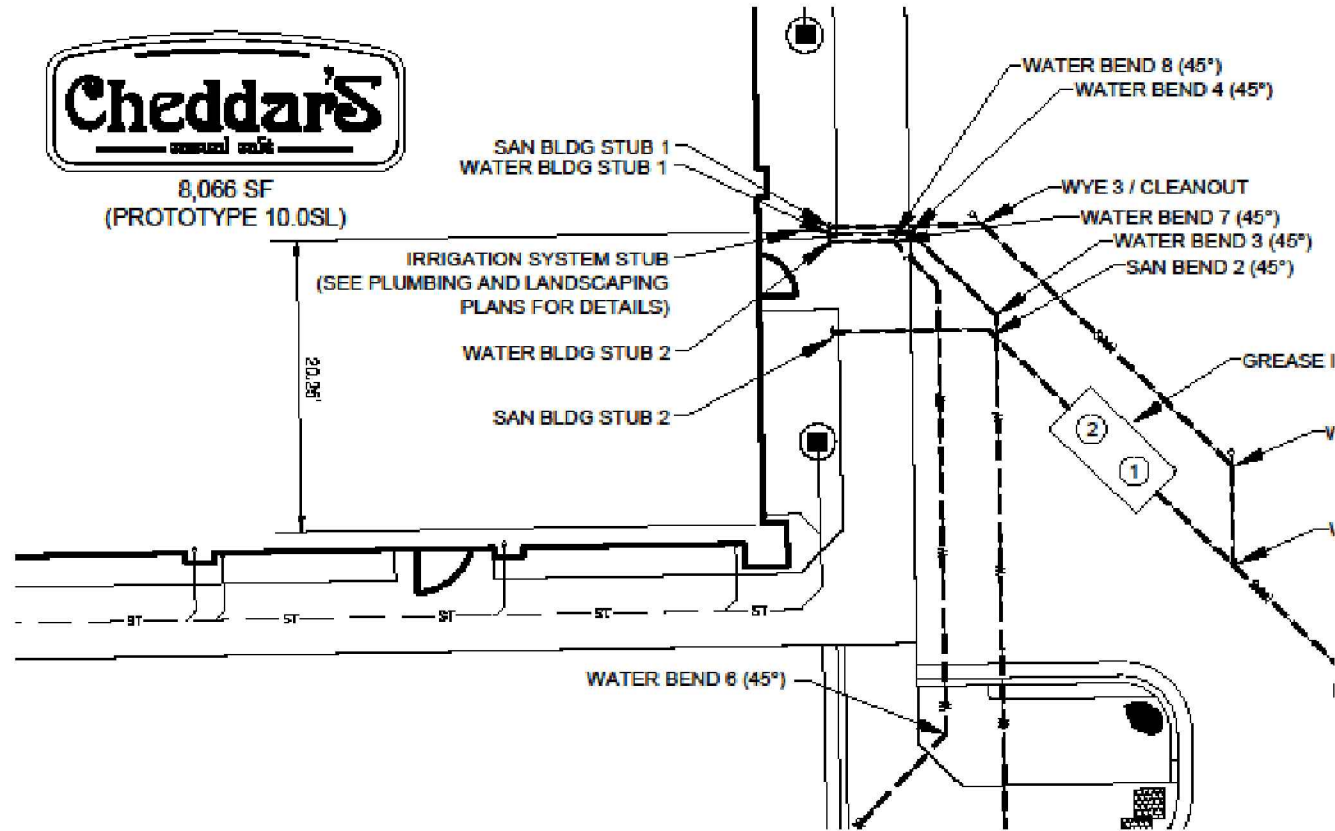 Cheddar'S
casual café
8,066 SF
(PROTOTYPE 10.0SL)
WATER BEND 8 (45°)
WATER BEND 4 (45°)
SAN BLDG STUB 1
WATER BLDG STUB 1
WYE 3 / CLEANOUT
WATER BEND 7 (45°)
WATER BEND 3 (45°)
SAN BEND 2 (45°)
IRRIGATION SYSTEM STUB
(SEE PLUMBING AND LANDSCAPING
PLANS FOR DETAILS)
WATER BLDG STUB 2
SAN BLDG STUB 2
GREASE
2
1
ST
ST
ST
ST
ST
WATER BEND 6 (45°)